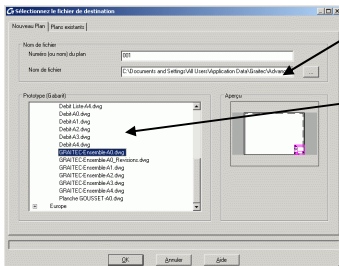 Sélectionnez le fichier de destination
Nouveau Plan
Plans existants
Nom de fichier
Numéro (ou nom) du plan
001
Nom de fichier
C:\Documents and Settings\All Users\Application Data\Graitec\Advanc
...
Prototype (Gabarit)
Aperçu
Debit Liste-A4.dwg
Debit-A0.dwg
Debit-A1.dwg
Debit-A2.dwg
Debit-A3.dwg
Debit-A4.dwg
GRAITEC-Ensemble-A0.dwg
GRAITEC-Ensemble-A0_Revisions.dwg
GRAITEC-Ensemble-A1.dwg
GRAITEC-Ensemble-A2.dwg
GRAITEC-Ensemble-A3.dwg
GRAITEC-Ensemble-A4.dwg
Planche GOUSSET-A0.dwg
Europe
OK
Annuler
Aide